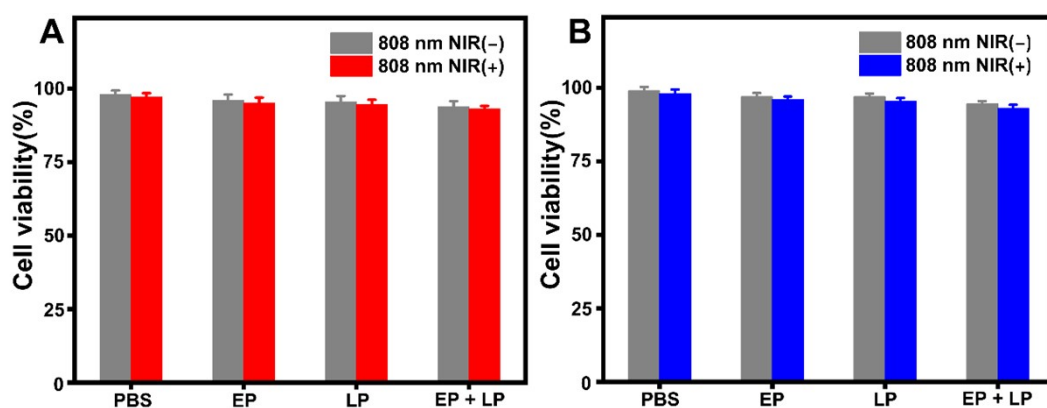 A
808 nm NIR(−)
808 nm NIR(+)
Cell viability(%)
100
75
50
25
0
PBS EP LP EP + LP
B
808 nm NIR(−)
808 nm NIR(+)
Cell viability(%)
100
75
50
25
0
PBS EP LP EP + LP